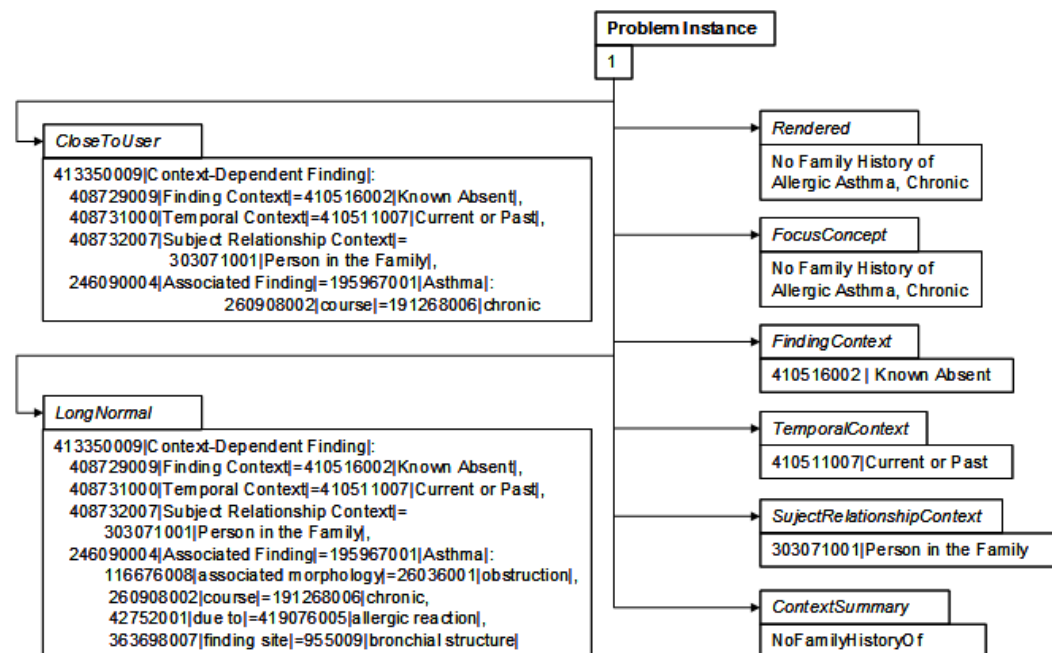 Problem Instance
1
CloseToUser
413350009|Context-Dependent Finding|:
408729009|Finding Context|=410516002|Known Absent|,
408731000|Temporal Context|=410511007|Current or Past|,
408732007|Subject Relationship Context|=
303071001|Person in the Family|,
246090004|Associated Finding|=195967001|Asthma|:
260908002|course|=191268006|chronic
LongNormal
413350009|Context-Dependent Finding|:
408729009|Finding Context|=410516002|Known Absent|,
408731000|Temporal Context|=410511007|Current or Past|,
408732007|Subject Relationship Context|=
303071001|Person in the Family|,
246090004|Associated Finding|=195967001|Asthma|:
116676008|associated morphology|=26036001|obstruction|,
260908002|course|=191268006|chronic,
42752001|due to|=419076005|allergic reaction|,
363698007|finding site|=955009|bronchial structure|
Rendered
No Family History of
Allergic Asthma, Chronic
FocusConcept
No Family History of
Allergic Asthma, Chronic
FindingContext
410516002 | Known Absent
TemporalContext
410511007|Current or Past
SujectRelationshipContext
303071001|Person in the Family
ContextSummary
NoFamilyHistoryOf